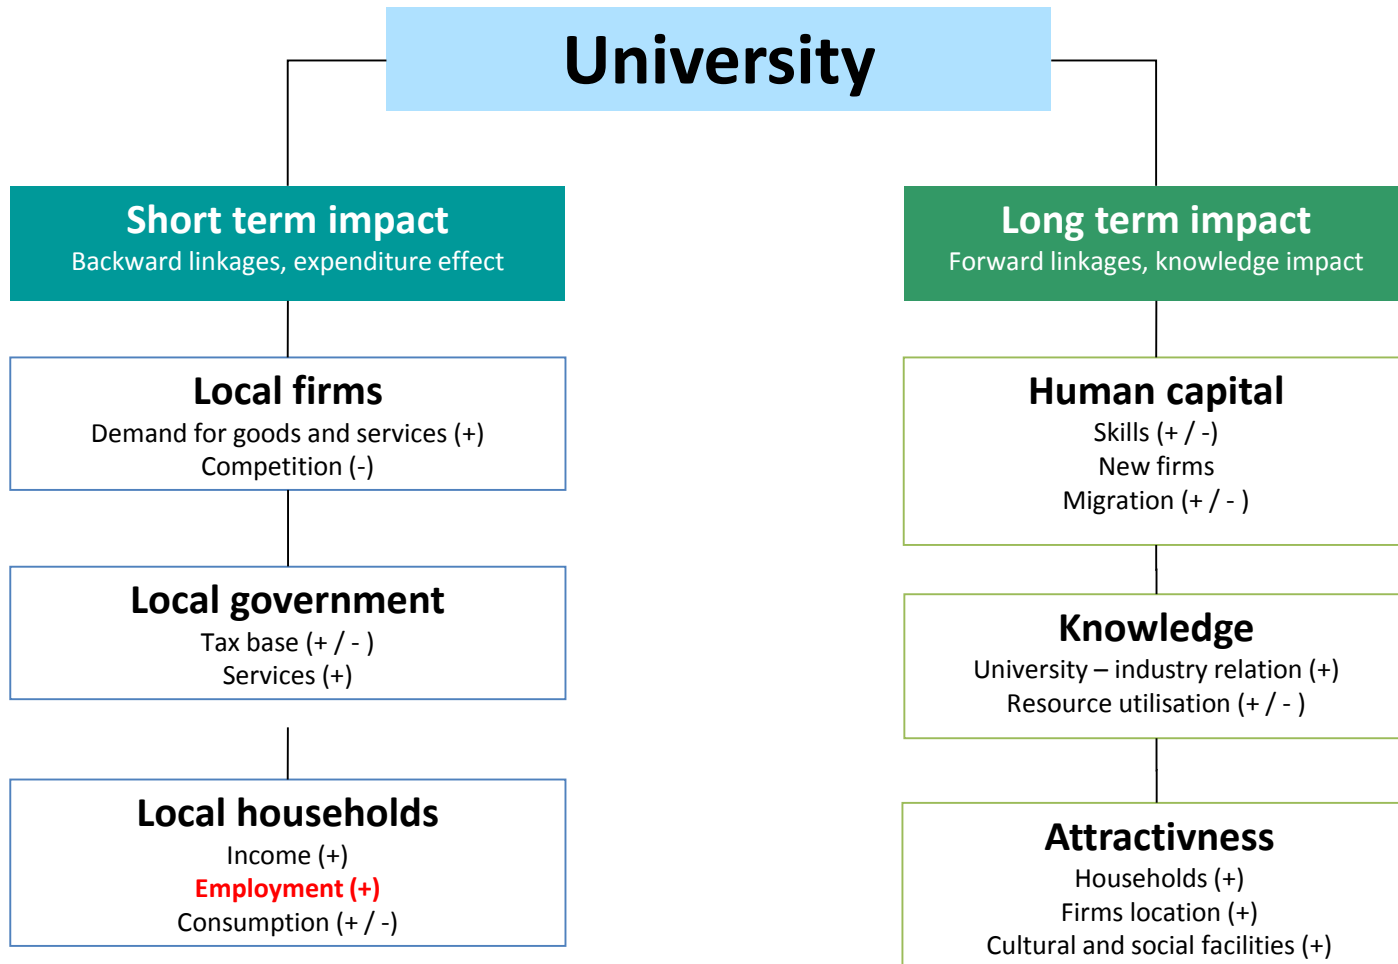 University
Short term impact
Backward linkages, expenditure effect
Local firms
Demand for goods and services (+)
Competition (-)
Local government
Tax base (+ / - )
Services (+)
Local households
Income (+)
Employment (+)
Consumption (+ / -)
Long term impact
Forward linkages, knowledge impact
Human capital
Skills (+ / -)
New firms
Migration (+ / - )
Knowledge
University – industry relation (+)
Resource utilisation (+ / - )
Attractivness
Households (+)
Firms location (+)
Cultural and social facilities (+)